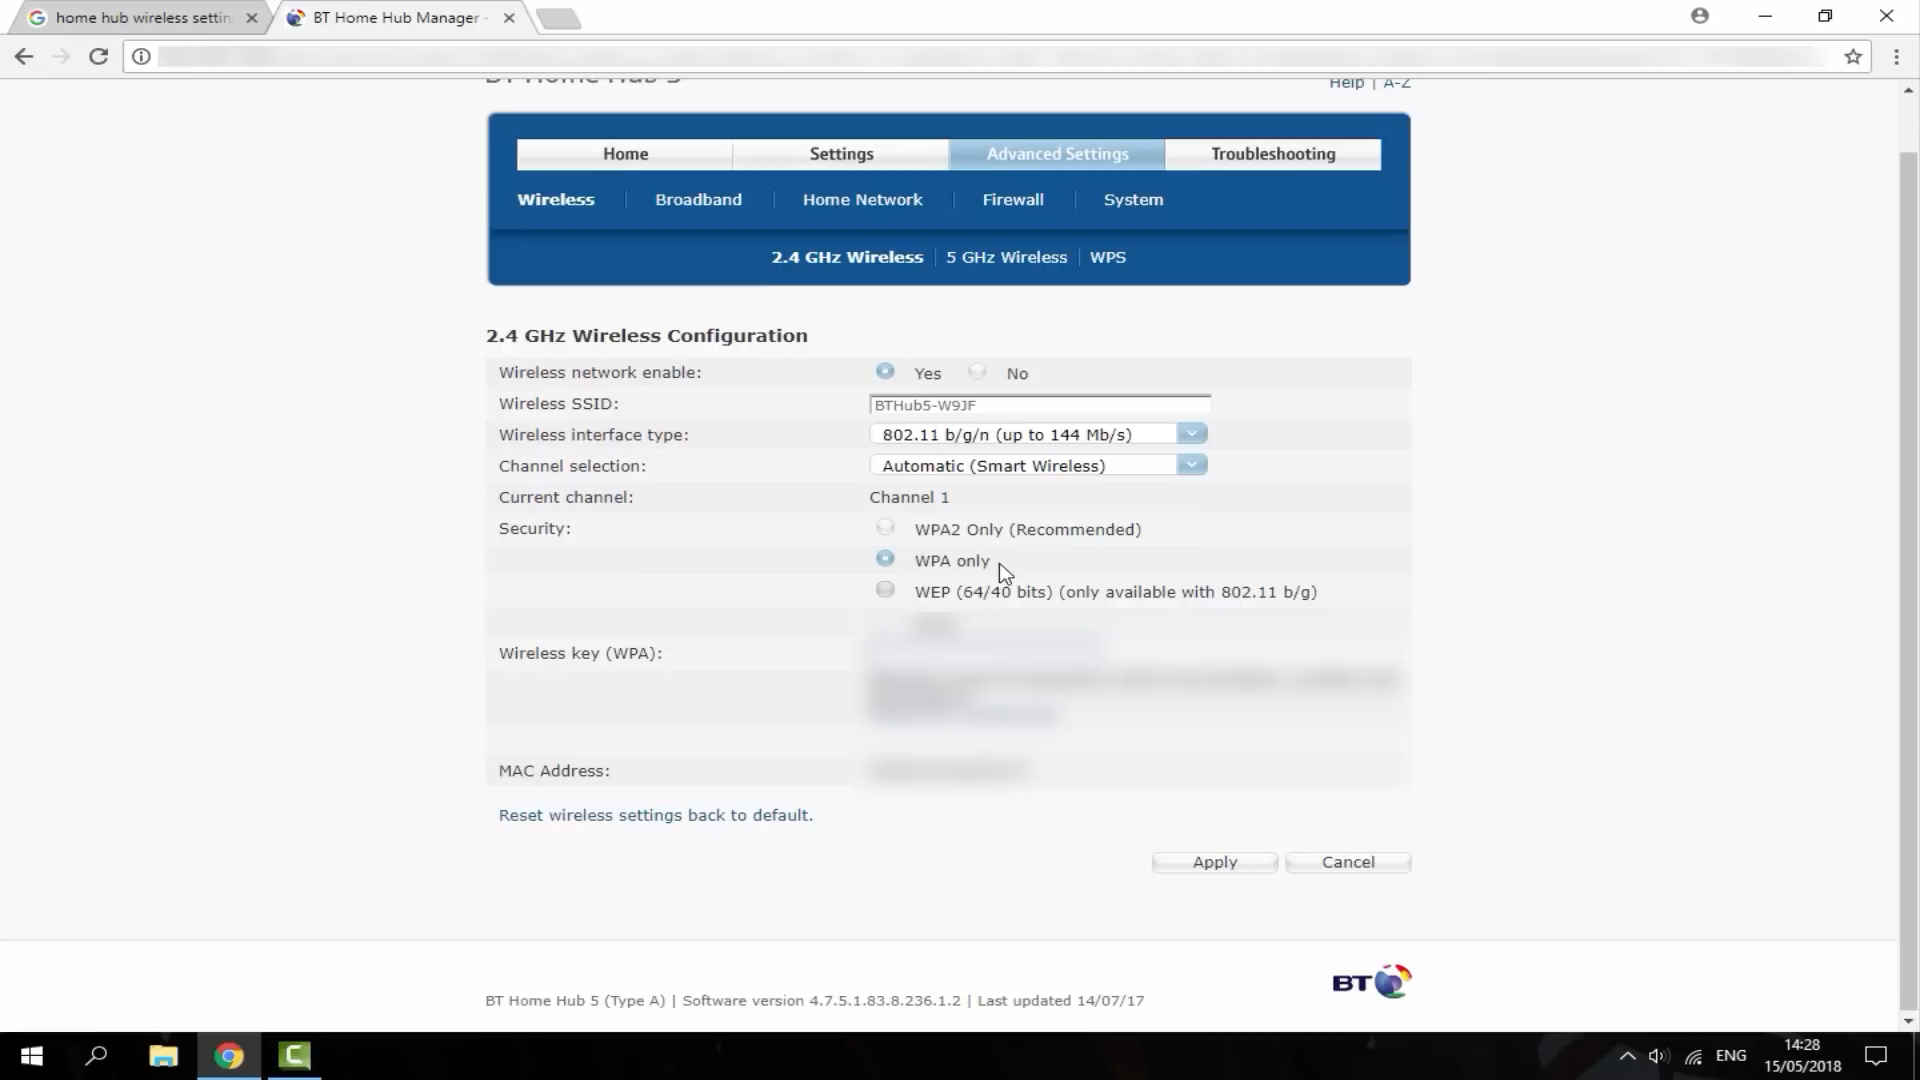 home hub wireless settin
BT Home Hub Manager -
BT Home Hub 5
Help | A-Z
Home
Settings
Advanced Settings
Troubleshooting
Wireless
Broadband
Home Network
Firewall
System
2.4 GHz Wireless
5 GHz Wireless
WPS
2.4 GHz Wireless Configuration
Wireless network enable:
Yes
No
Wireless SSID:
BTHub5-W9JF
Wireless interface type:
802.11 b/g/n (up to 144 Mb/s)
Channel selection:
Automatic (Smart Wireless)
Current channel:
Channel 1
Security:
WPA2 Only (Recommended)
WPA only
WEP (64/40 bits) (only available with 802.11 b/g)
Wireless key (WPA):
MAC Address:
Reset wireless settings back to default.
Apply
Cancel
BT
BT Home Hub 5 (Type A) | Software version 4.7.5.1.83.8.236.1.2 | Last updated 14/07/17
ENG
14:28
15/05/2018